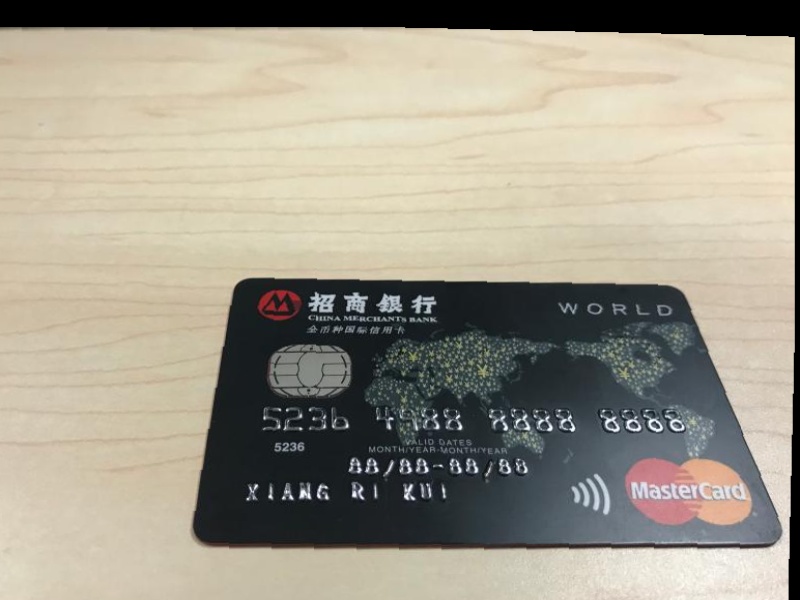 招商銀行
CHINA MERCHANTS BANK
全币种国际信用卡
WORLD
5236 4988 8888 8888
5236
VALID DATES
MONTH/YEAR-MONTH/YEAR
88/88-88/88
XIANG RI KUI
MasterCard